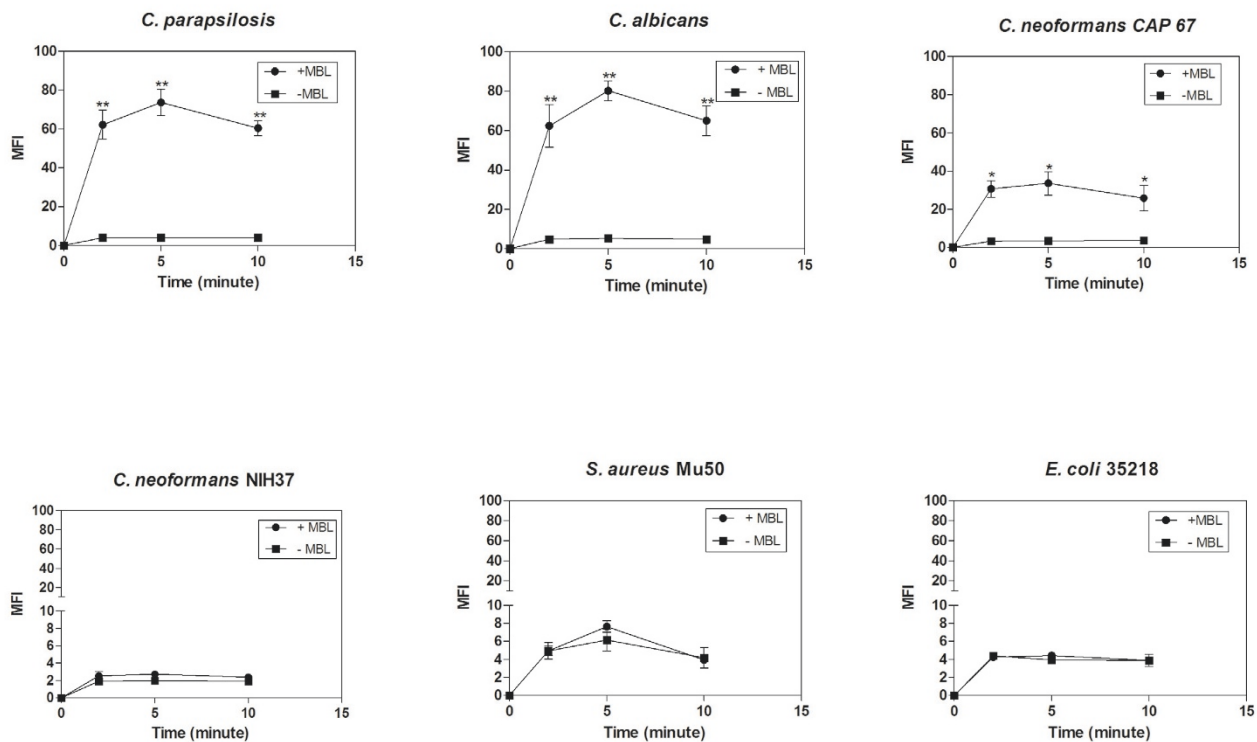 C. parapsilosis
100
80
60
40
20
0
MFI
** ** **
+MBL
-MBL
0 5 10 15
Time (minute)
C. albicans
100
80
60
40
20
0
MFI
** ** **
+ MBL
- MBL
0 5 10 15
Time (minute)
C. neoformans CAP 67
100
80
60
40
20
0
MFI
* * *
+MBL
-MBL
0 5 10 15
Time (minute)
C. neoformans NIH37
100
80
60
40
20
10
8
6
4
2
0
MFI
+ MBL
- MBL
0 5 10 15
Time (minute)
S. aureus Mu50
100
80
60
40
20
8
6
4
2
0
MFI
+ MBL
- MBL
0 5 10 15
Time (minute)
E. coli 35218
100
80
60
40
20
10
8
6
4
2
0
MFI
+MBL
- MBL
0 5 10 15
Time (minute)